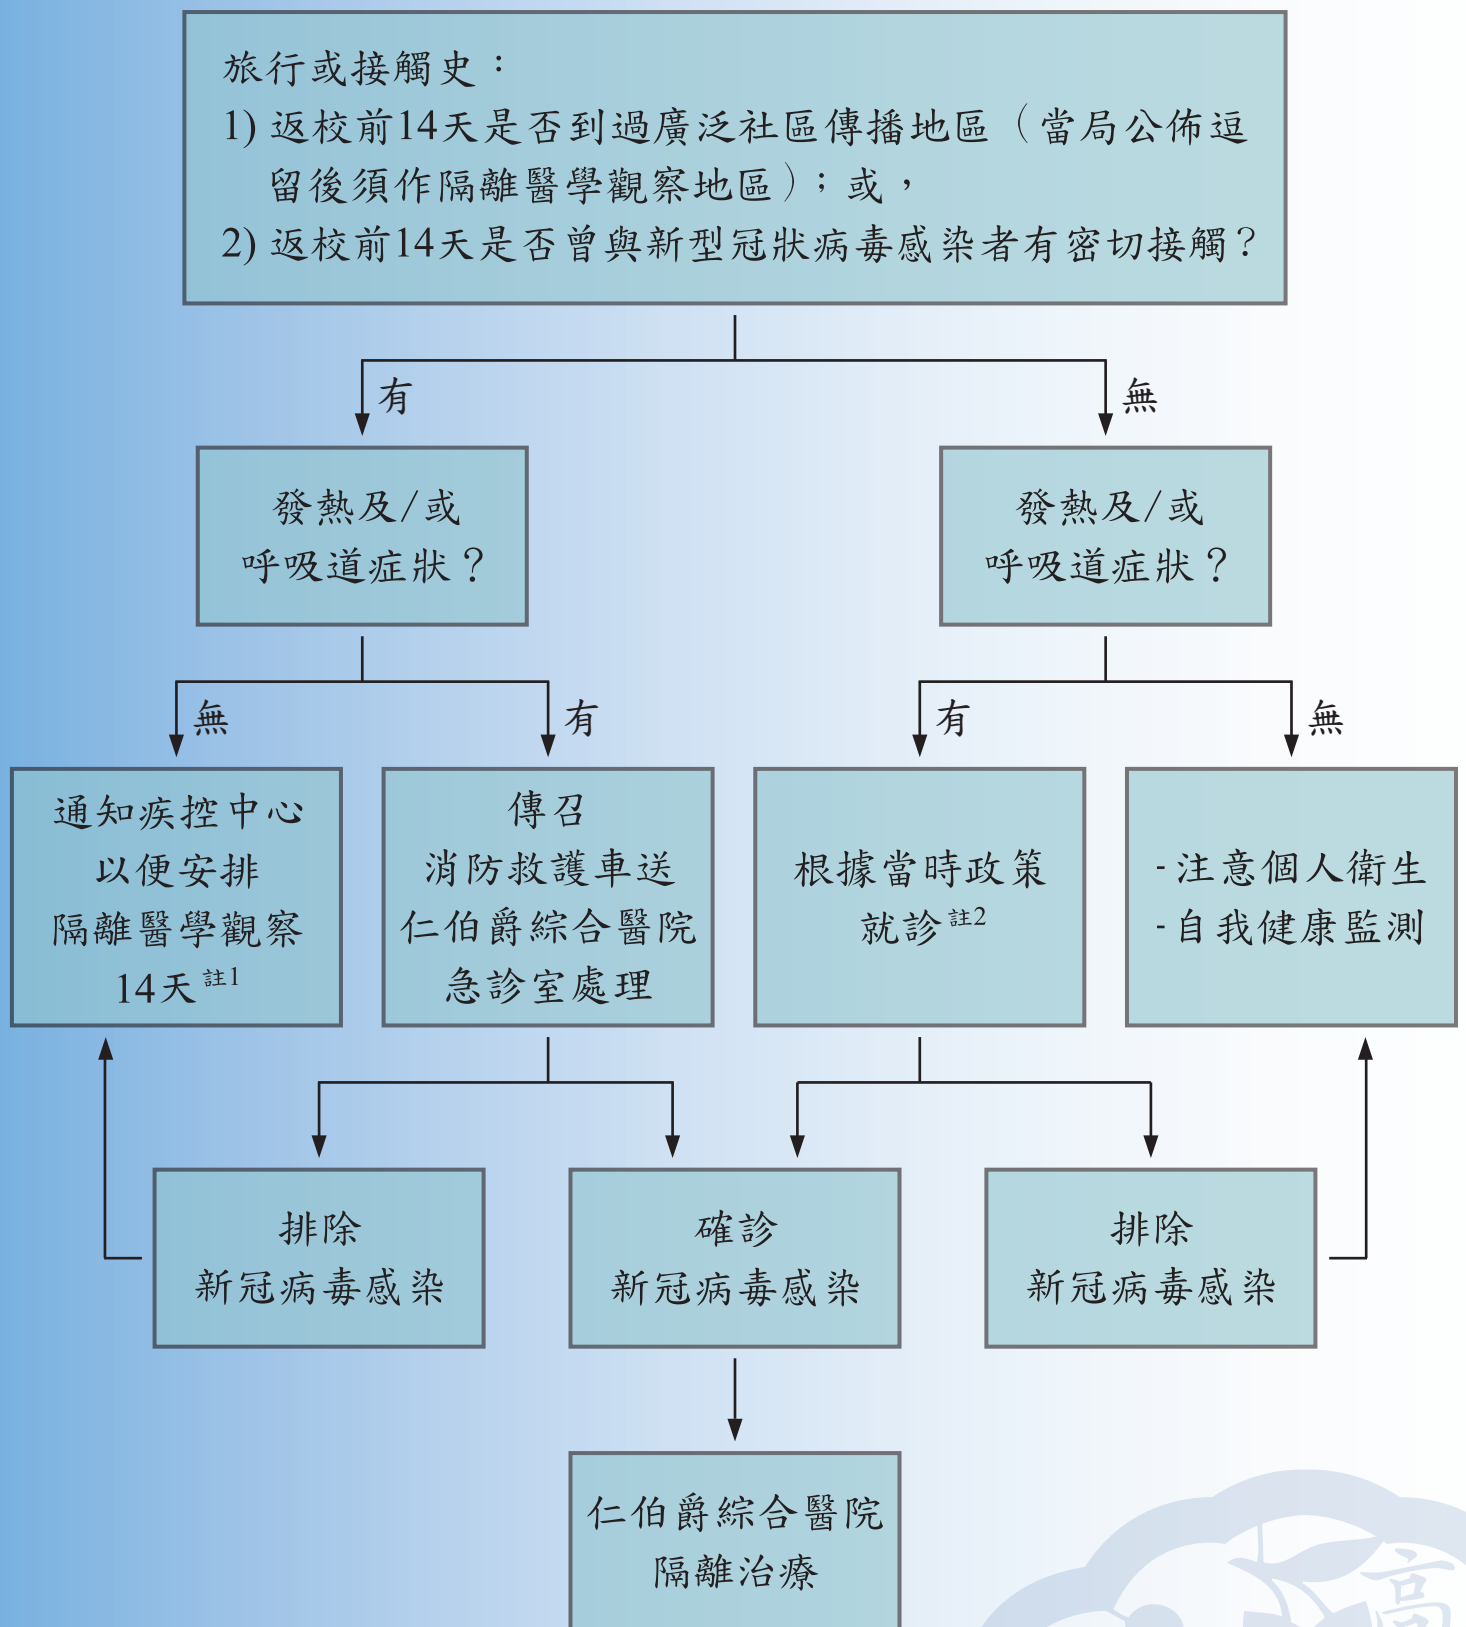 旅行或接觸史：
1) 返校前14天是否到過廣泛社區傳播地區（當局公佈逗
留後須作隔離醫學觀察地區）；或，
2) 返校前14天是否曾與新型冠狀病毒感染者有密切接觸？
有
無
發熱及/或
呼吸道症狀？
發熱及/或
呼吸道症狀？
無
有
有
無
通知疾控中心
以便安排
隔離醫學觀察
14天註1
傳召
消防救護車送
仁伯爵綜合醫院
急診室處理
根據當時政策
就診註2
-注意個人衛生
-自我健康監測
排除
新冠病毒感染
確診
新冠病毒感染
排除
新冠病毒感染
仁伯爵綜合醫院
隔離治療
高